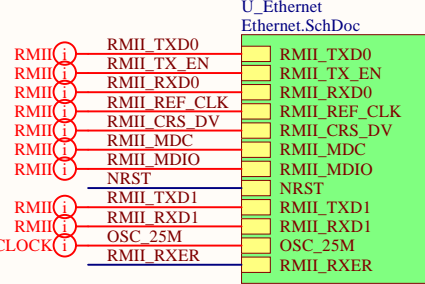 U_Ethernet
Ethernet.SchDoc
RMII i RMII_TXD0 RMII_TXD0
RMII i RMII_TX_EN RMII_TX_EN
RMII i RMII_RXD0 RMII_RXD0
RMII i RMII_REF_CLK RMII_REF_CLK
RMII i RMII_CRS_DV RMII_CRS_DV
RMII i RMII_MDC RMII_MDC
RMII i RMII_MDIO RMII_MDIO
NRST NRST
RMII i RMII_TXD1 RMII_TXD1
RMII i RMII_RXD1 RMII_RXD1
CLOCK i OSC_25M OSC_25M
RMII_RXER RMII_RXER